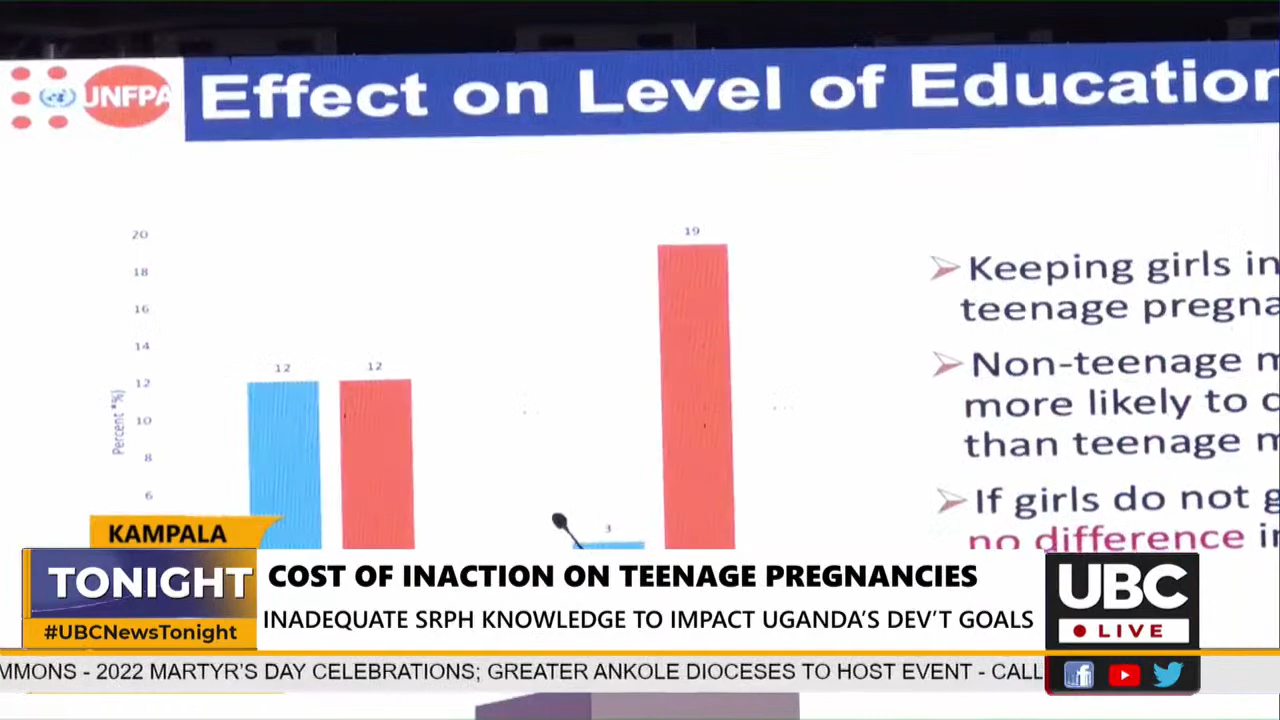 UNFPA
Effect on Level of Education
20
18
16
14
12
10
8
6
Percent *%)
12
12
3
19
Keeping girls in
teenage
Non-teenage
more likely to
than teenage
If girls do not
no difference
KAMPALA
TONIGHT
#UBCNewsTonight
COST OF INACTION ON TEENAGE PREGNANCIES
INADEQUATE SRPH KNOWLEDGE TO IMPACT UGANDA'S DEV'T GOALS
UBC
LIVE
MMONS - 2022 MARTYR'S DAY CELEBRATIONS; GREATER ANKOLE DIOCESES TO HOST EVENT - CALL